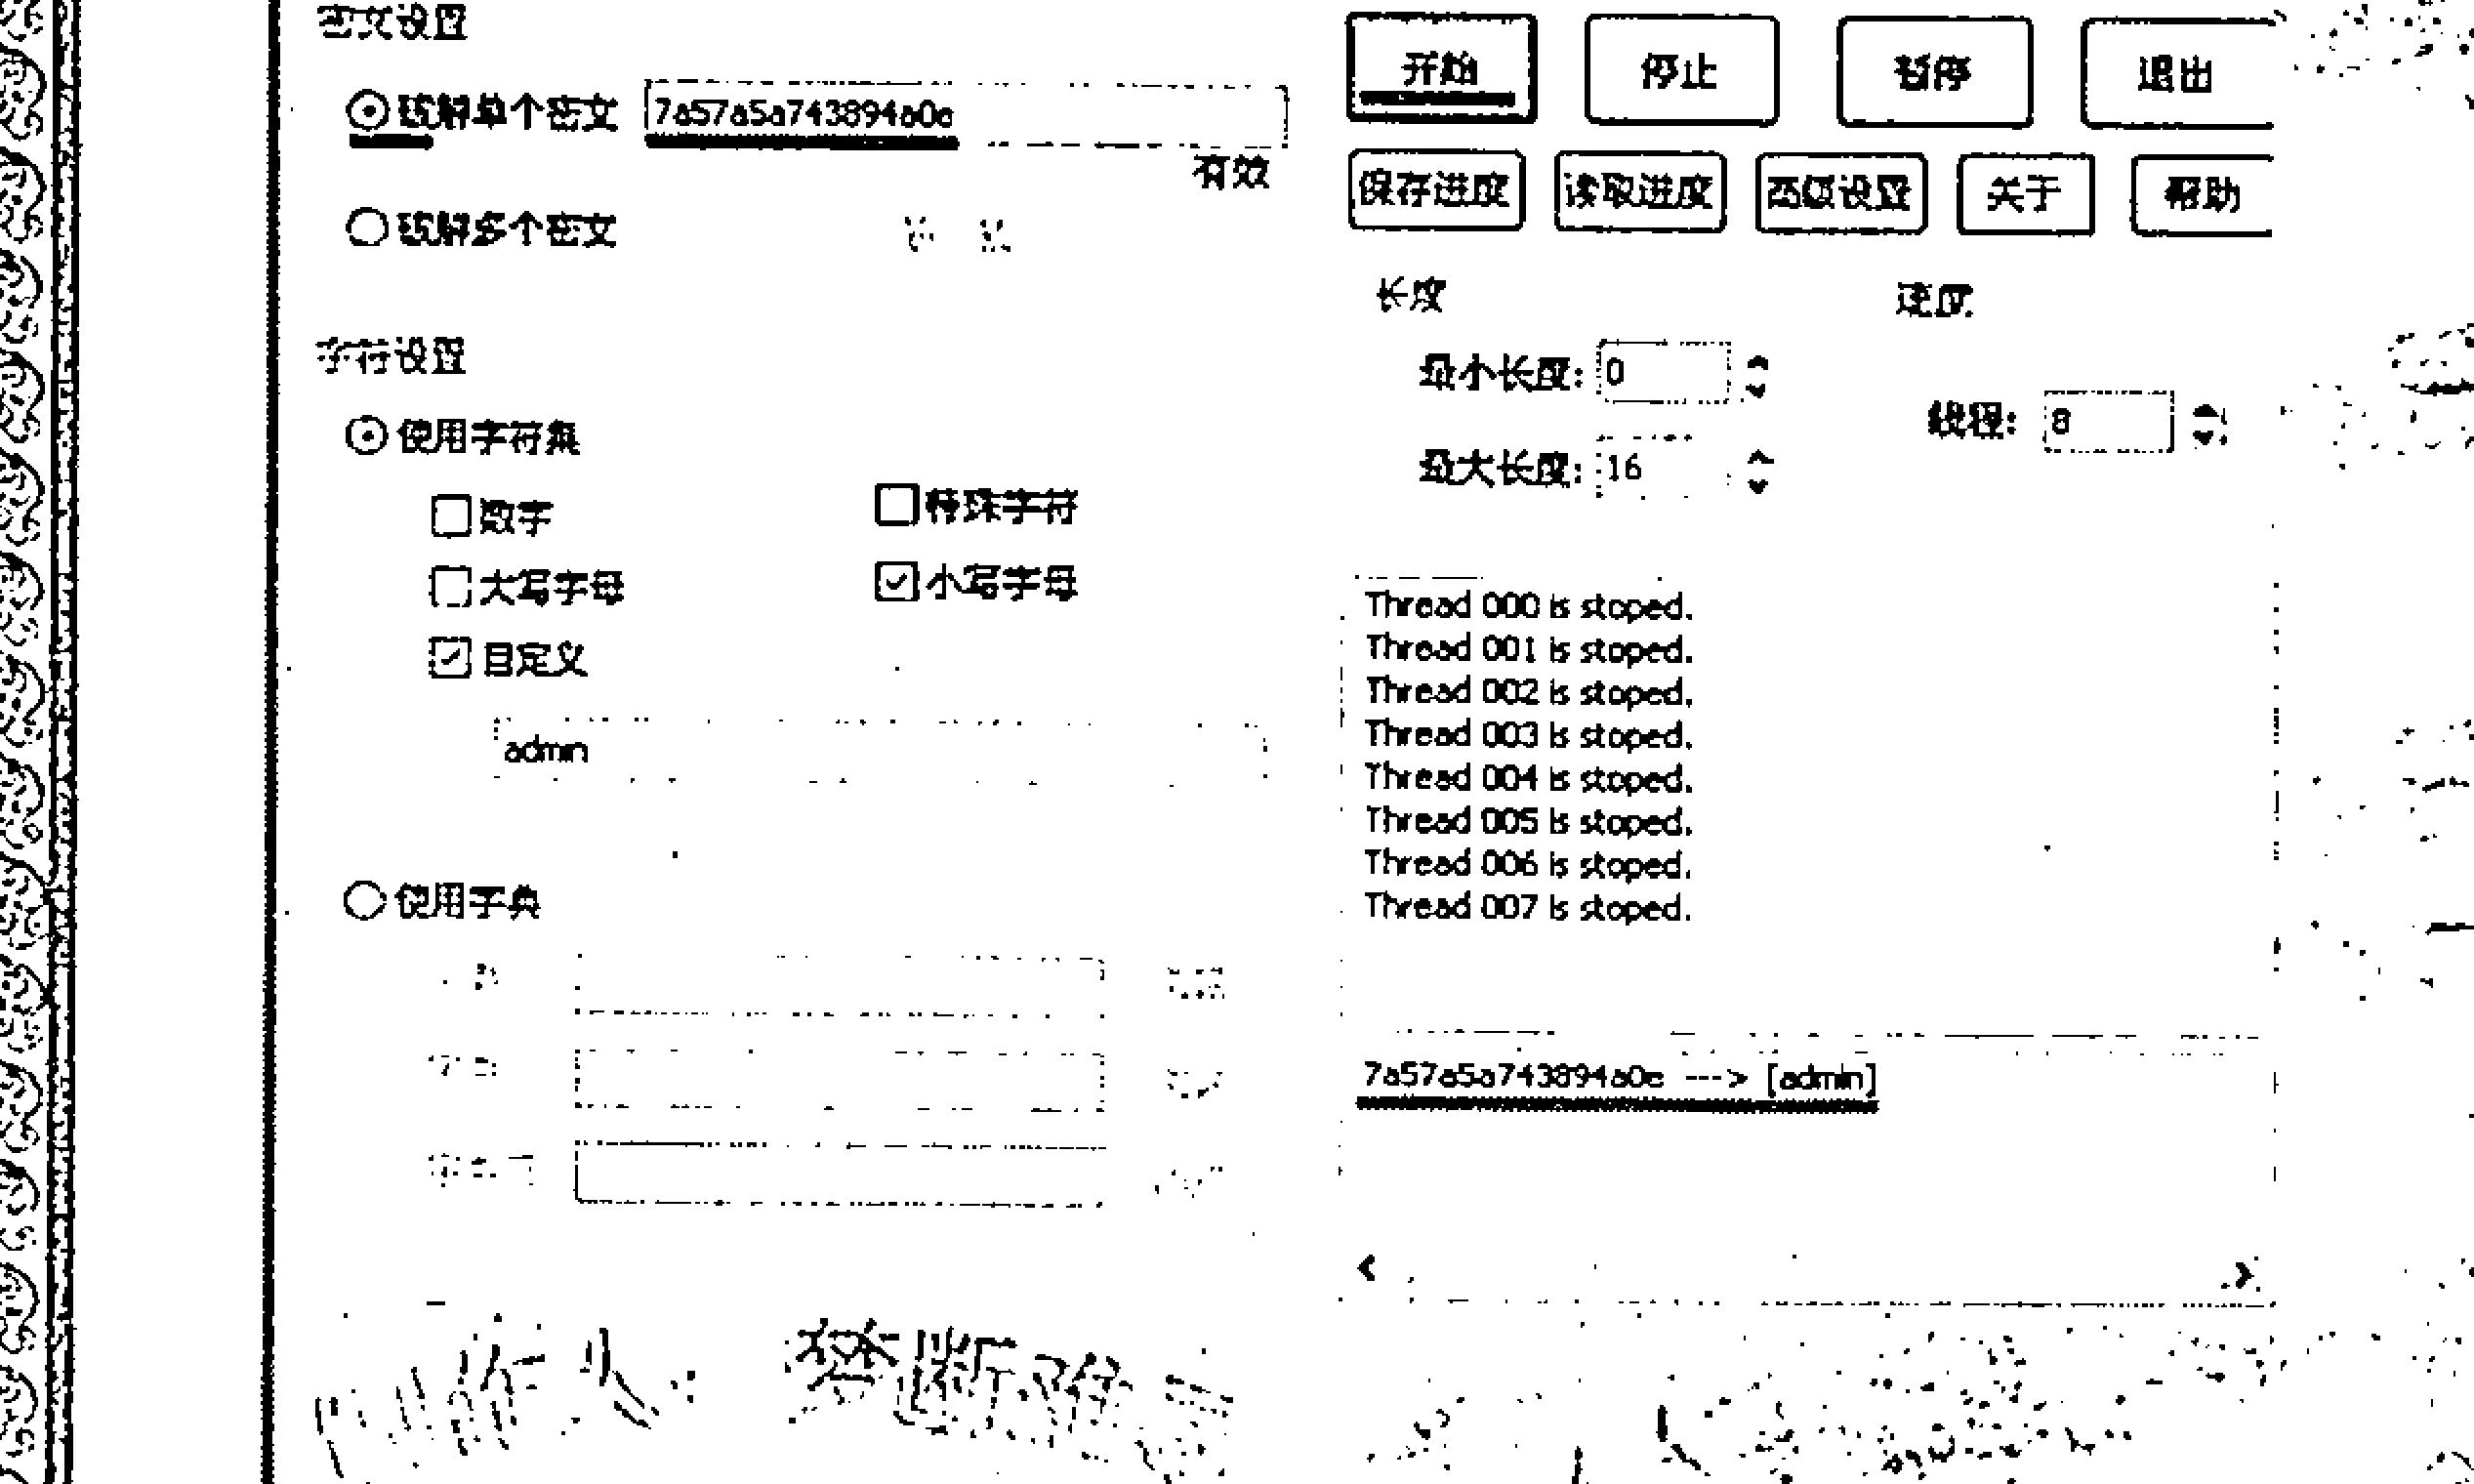 密文设置
破解单个密文 7a57a5a743894a0e
有效
破解多个密文
字符设置
使用字符集
数字
特殊字符
大写字母
小写字母
自定义
admin
使用字典
开始
停止
暂停
退出
保存进度
读取进度
高级设置
关于
帮助
长度
速度
最小长度: 0
线程: 8
最大长度: 16
Thread 000 is stoped.
Thread 001 is stoped.
Thread 002 is stoped.
Thread 003 is stoped.
Thread 004 is stoped.
Thread 005 is stoped.
Thread 006 is stoped.
Thread 007 is stoped.
7a57a5a743894a0e ---> [admin]